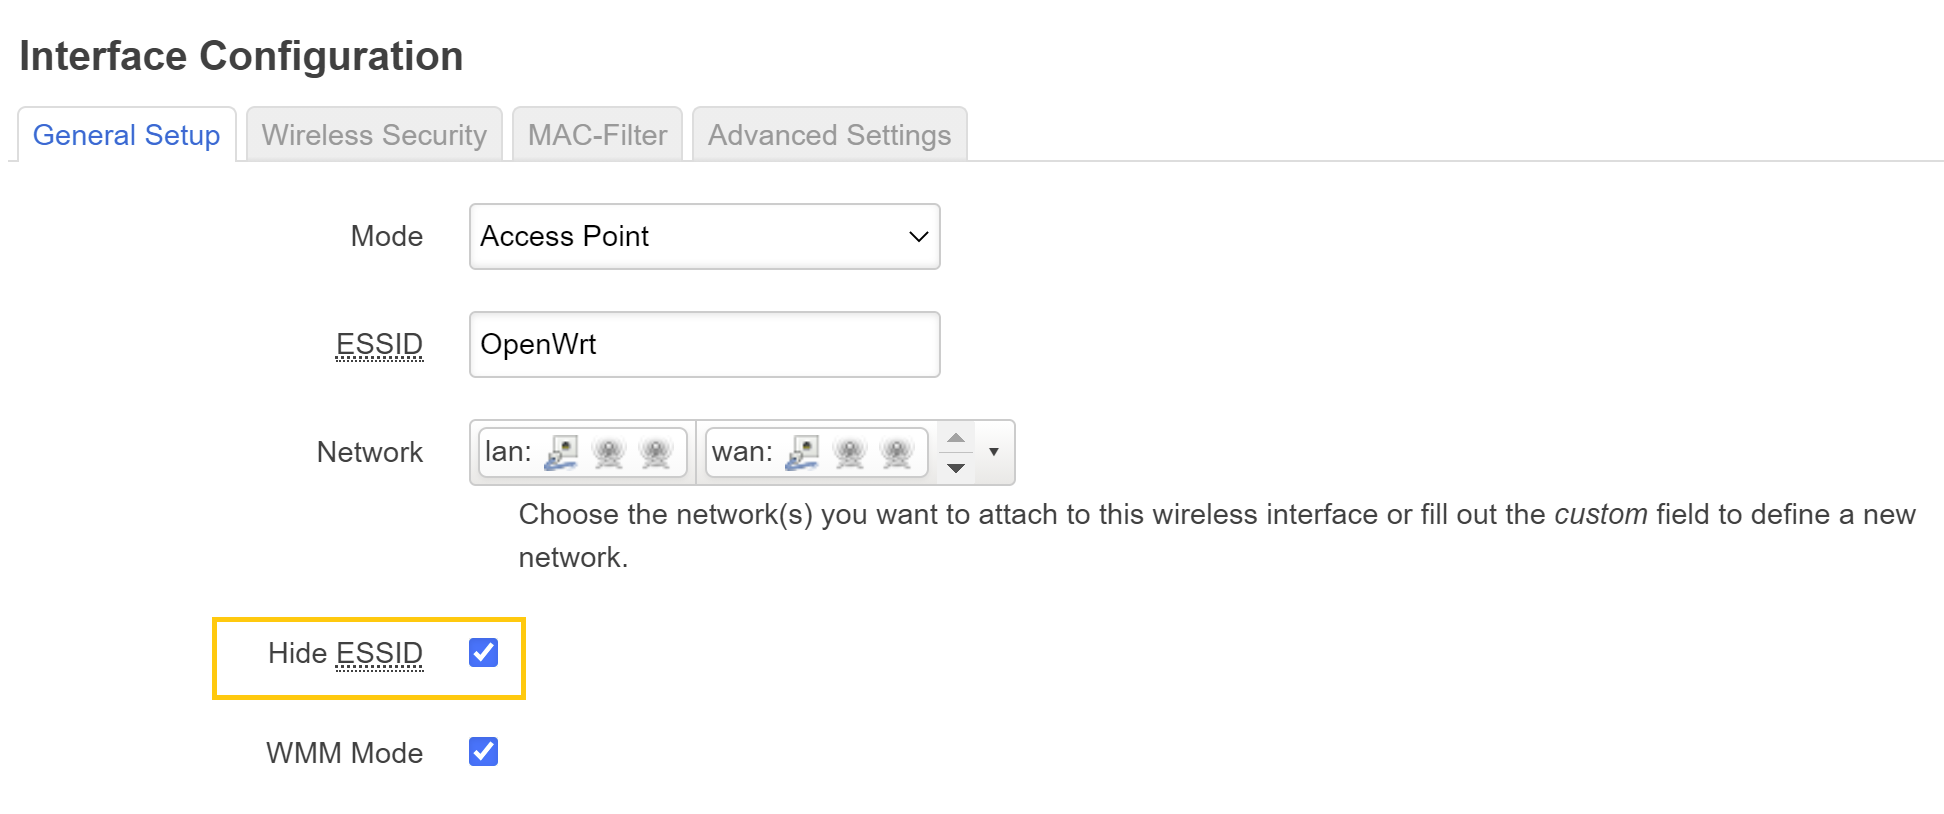 Interface Configuration
General Setup Wireless Security MAC-Filter Advanced Settings
Mode Access Point
ESSID OpenWrt
Network lan: wan:
Choose the network(s) you want to attach to this wireless interface or fill out the custom field to define a new
network.
Hide ESSID
WMM Mode